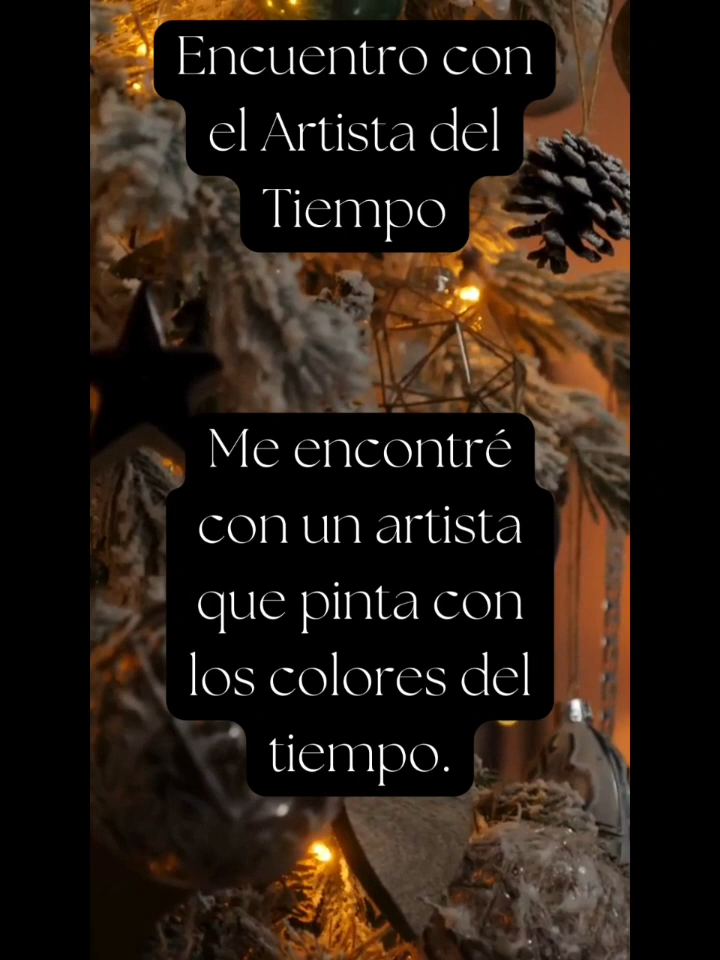 Encuentro con
el Artista del
Tiempo
Me encontré
con un artista
que pinta con
los colores del
tiempo.